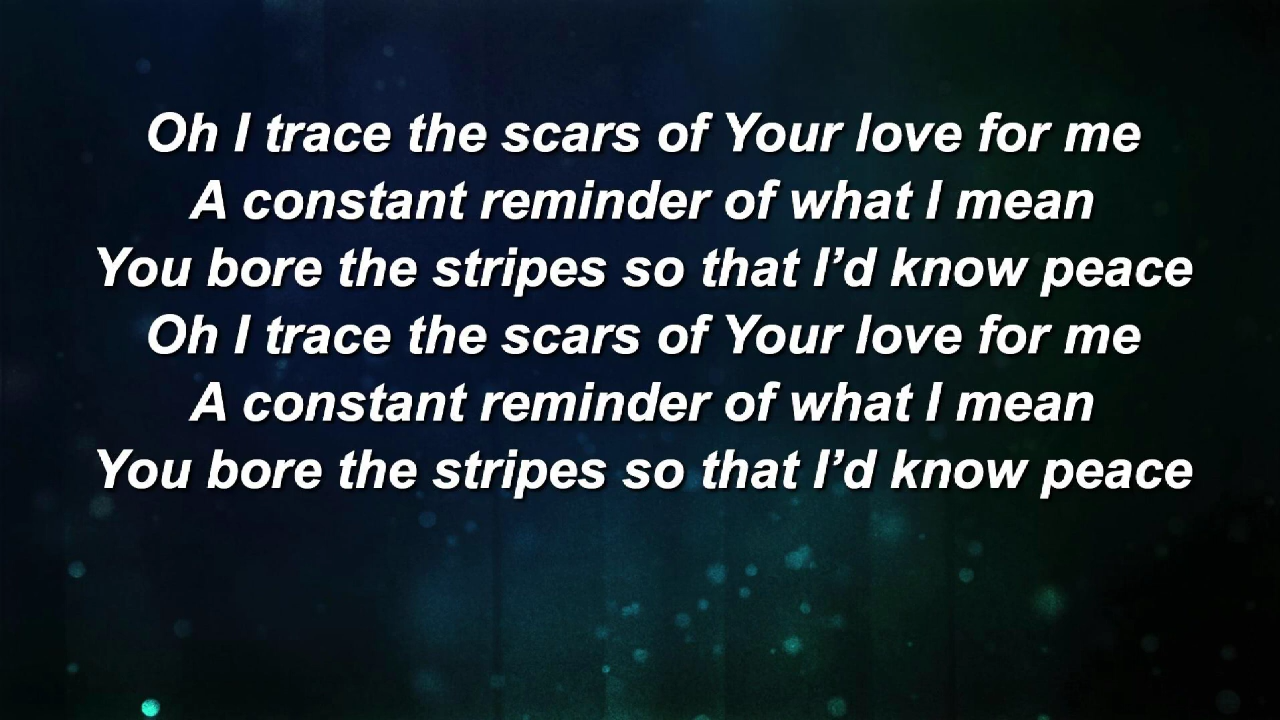 Oh I trace the scars of Your love for me
A constant reminder of what I mean
You bore the stripes so that I’d know peace
Oh I trace the scars of Your love for me
A constant reminder of what I mean
You bore the stripes so that I’d know peace